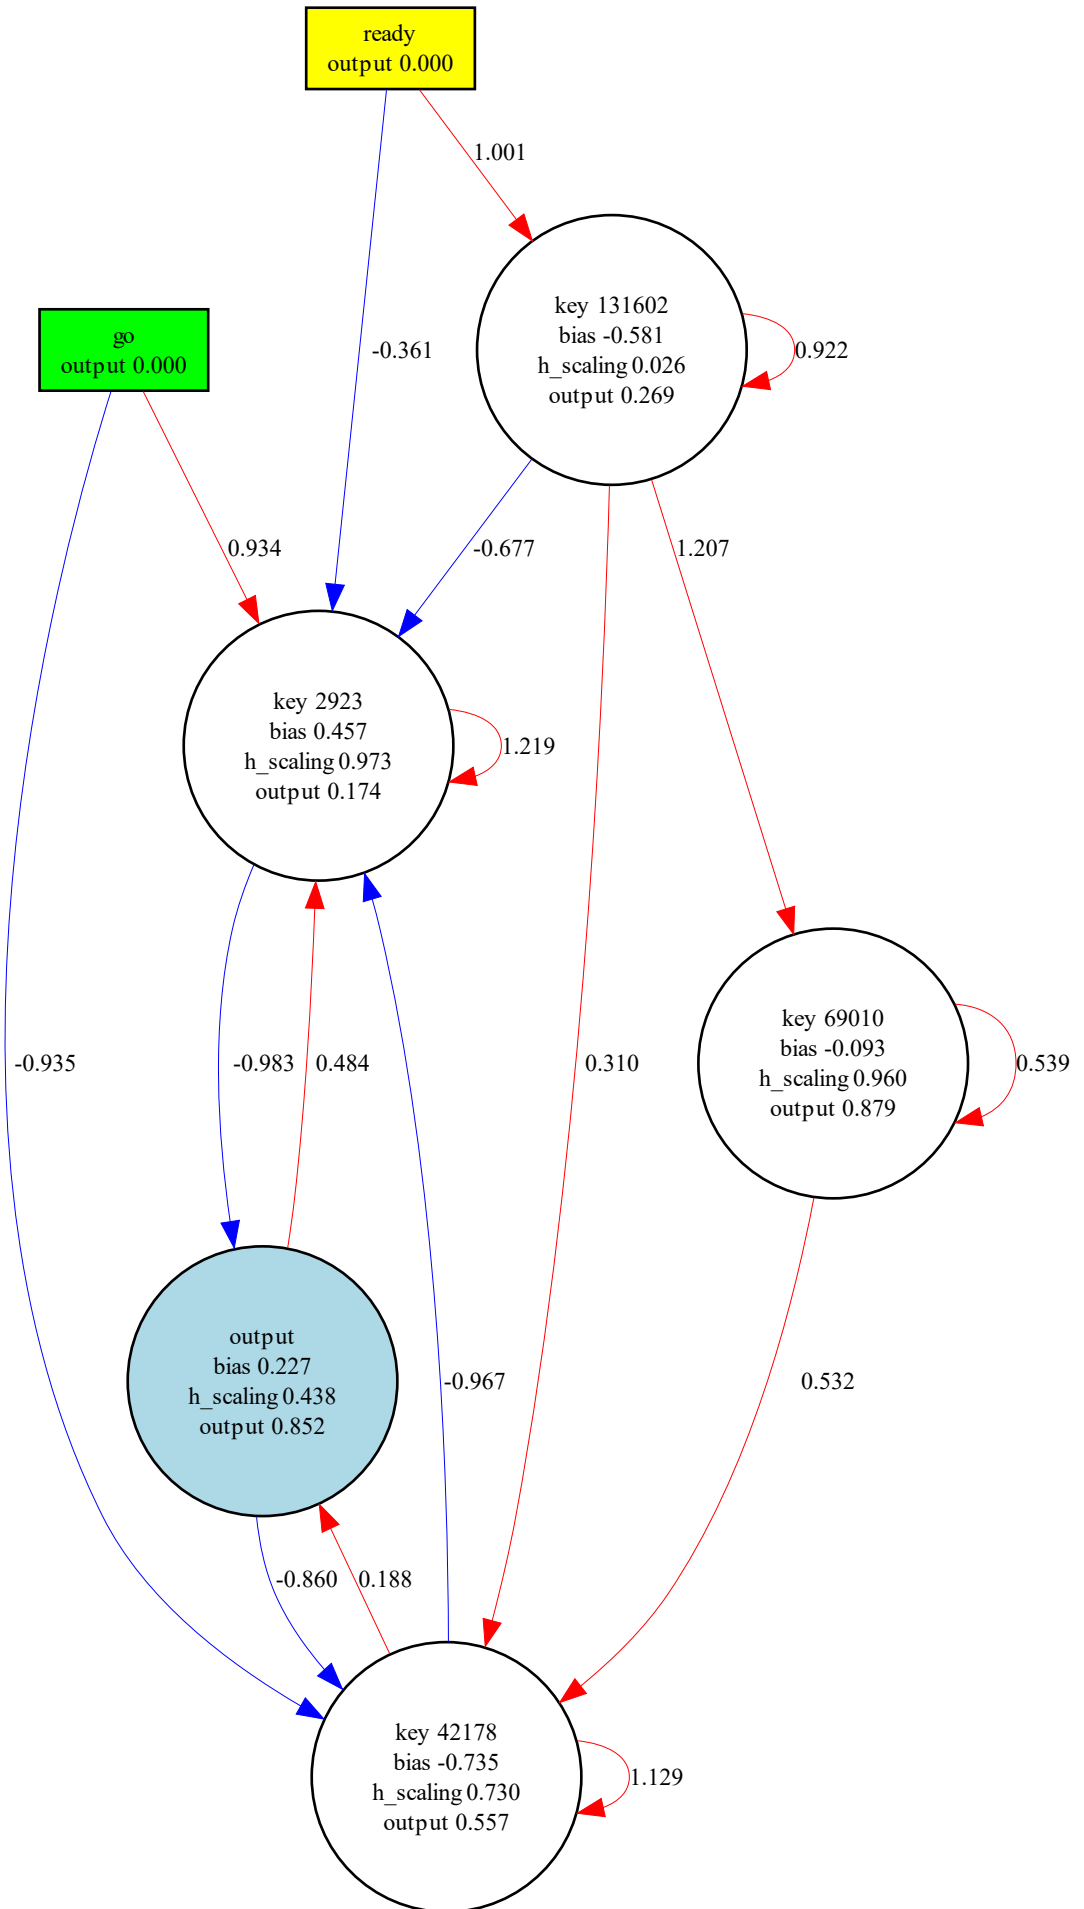 ready
output 0.000
1.001
go
output 0.000
-0.361
key 131602
bias -0.581
h_scaling 0.026
output 0.269
0.922
0.934
-0.677
1.207
key 2923
bias 0.457
h_scaling 0.973
output 0.174
1.219
-0.935
-0.983
0.484
0.310
key 69010
bias -0.093
h_scaling 0.960
output 0.879
0.539
output
bias 0.227
h_scaling 0.438
output 0.852
-0.967
0.532
-0.860
0.188
key 42178
bias -0.735
h_scaling 0.730
output 0.557
1.129